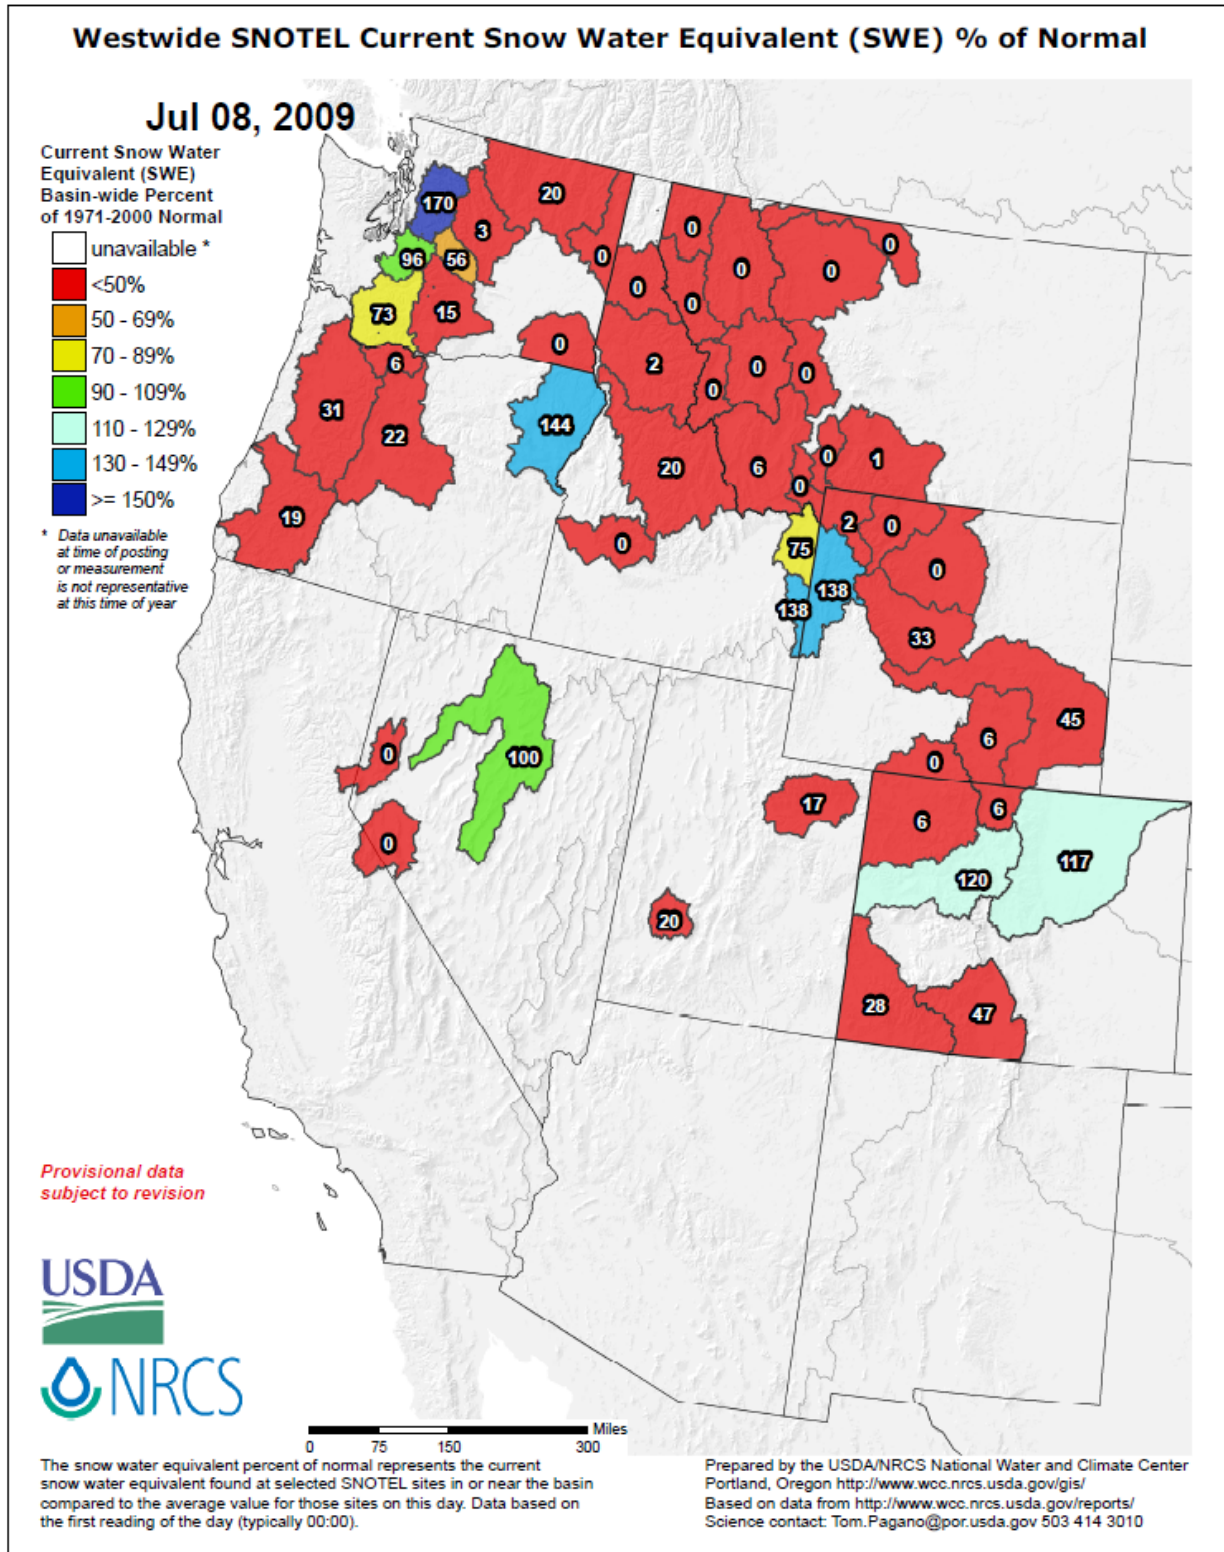 Westwide SNOTEL Current Snow Water Equivalent (SWE) % of Normal
Jul 08, 2009
Current Snow Water
Equivalent (SWE)
Basin-wide Percent
of 1971-2000 Normal
unavailable *
<50%
50 - 69%
70 - 89%
90 - 109%
110 - 129%
130 - 149%
>= 150%
* Data unavailable
at time of posting
or measurement
is not representative
at this time of year
170
20
3
0
96
56
0
0
0
0
0
0
0
73
15
0
6
2
0
0
0
31
22
144
20
6
0
0
1
19
0
75
2
0
0
138
138
33
45
6
0
0
100
17
6
6
0
120
117
20
28
47
Provisional data
subject to revision
USDA
NRCS
Miles
0 75 150 300
The snow water equivalent percent of normal represents the current
snow water equivalent found at selected SNOTEL sites in or near the basin
compared to the average value for those sites on this day. Data based on
the first reading of the day (typically 00:00).
Prepared by the USDA/NRCS National Water and Climate Center
Portland, Oregon http://www.wcc.nrcs.usda.gov/gis/
Based on data from http://www.wcc.nrcs.usda.gov/reports/
Science contact: Tom.Pagano@por.usda.gov 503 414 3010